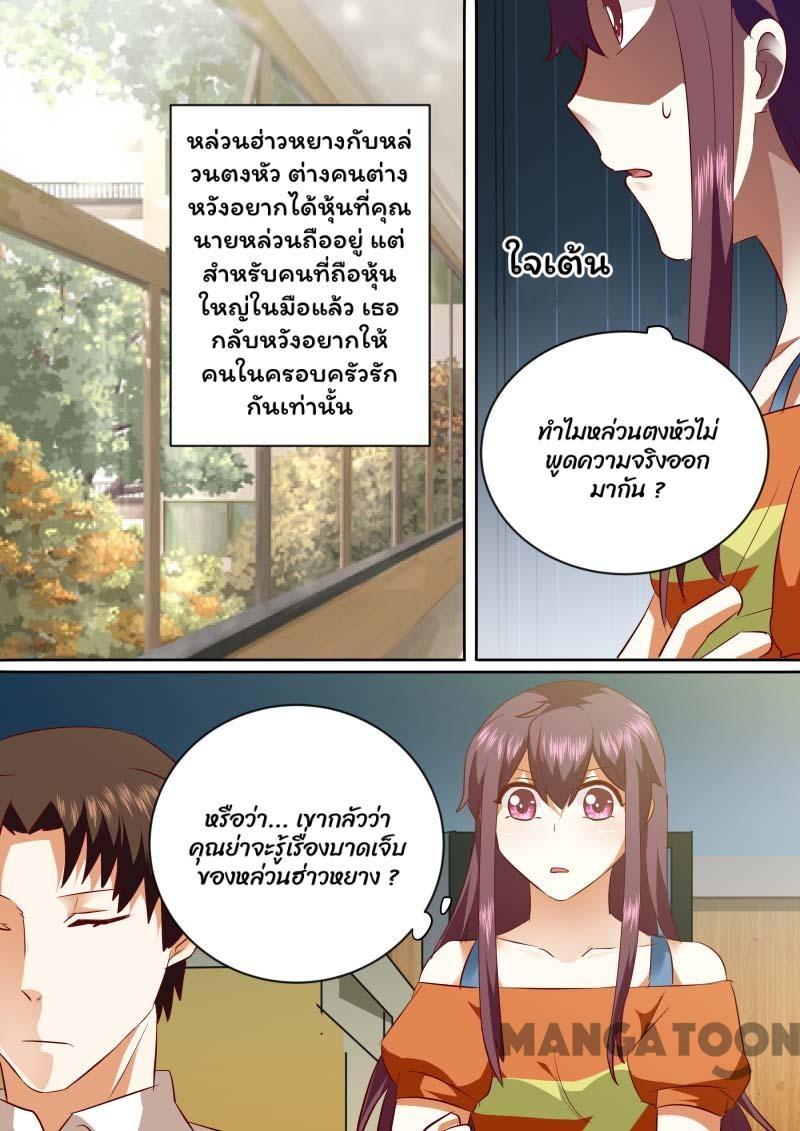 หล่วนฮ่าวหยางกับหล่
วนตงหัว ต่างคนต่าง
หวังอยากได้หุ้นที่คุณ
นายหล่วนถืออยู่ แต่
สำหรับคนที่ถือหุ้น
ใหญ่ในมือแล้ว เธอ
กลับหวังอยากให้
คนในครอบครัวรัก
กันเท่านั้น
ใจเต้น
ทำไมหล่วนตงหัวไม่
พูดความจริงออก
มากัน ?
หรือว่า... เขากลัวว่า
คุณย่าจะรู้เรื่องบาดเจ็บ
ของหล่วนฮ่าวหยาง ?
MANGATOON